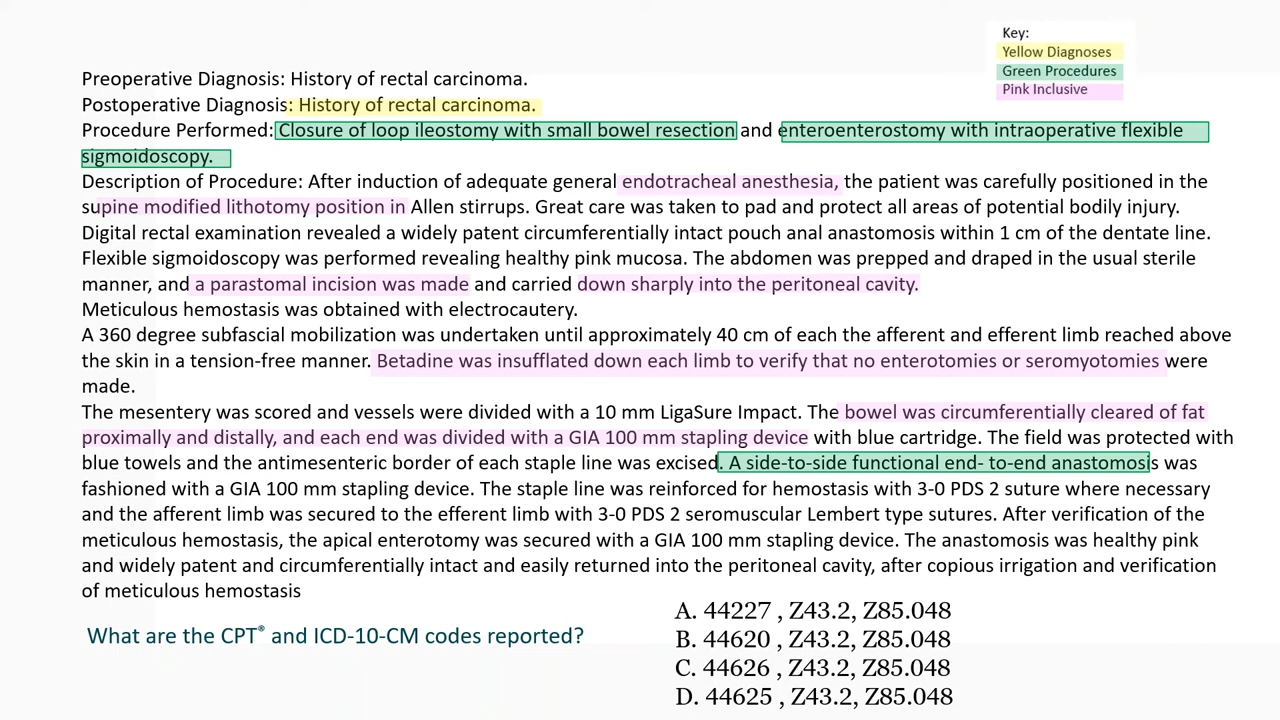 Key:
Yellow Diagnoses
Green Procedures
Pink Inclusive
Preoperative Diagnosis: History of rectal carcinoma.
Postoperative Diagnosis: History of rectal carcinoma.
Procedure Performed: Closure of loop ileostomy with small bowel resection and enteroenterostomy with intraoperative flexible
sigmoidoscopy.
Description of Procedure: After induction of adequate general endotracheal anesthesia, the patient was carefully positioned in the
supine modified lithotomy position in Allen stirrups. Great care was taken to pad and protect all areas of potential bodily injury.
Digital rectal examination revealed a widely patent circumferentially intact pouch anal anastomosis within 1 cm of the dentate line.
Flexible sigmoidoscopy was performed revealing healthy pink mucosa. The abdomen was prepped and draped in the usual sterile
manner, and a parastomal incision was made and carried down sharply into the peritoneal cavity.
Meticulous hemostasis was obtained with electrocautery.
A 360 degree subfascial mobilization was undertaken until approximately 40 cm of each the afferent and efferent limb reached above
the skin in a tension-free manner. Betadine was insufflated down each limb to verify that no enterotomies or seromyotomies were
made.
The mesentery was scored and vessels were divided with a 10 mm LigaSure Impact. The bowel was circumferentially cleared of fat
proximally and distally, and each end was divided with a GIA 100 mm stapling device with blue cartridge. The field was protected with
blue towels and the antimesenteric border of each staple line was excised. A side-to-side functional end- to-end anastomosis was
fashioned with a GIA 100 mm stapling device. The staple line was reinforced for hemostasis with 3-0 PDS 2 suture where necessary
and the afferent limb was secured to the efferent limb with 3-0 PDS 2 seromuscular Lembert type sutures. After verification of the
meticulous hemostasis, the apical enterotomy was secured with a GIA 100 mm stapling device. The anastomosis was healthy pink
and widely patent and circumferentially intact and easily returned into the peritoneal cavity, after copious irrigation and verification
of meticulous hemostasis
What are the CPT® and ICD-10-CM codes reported?
A. 44227 , Z43.2, Z85.048
B. 44620 , Z43.2, Z85.048
C. 44626 , Z43.2, Z85.048
D. 44625 , Z43.2, Z85.048